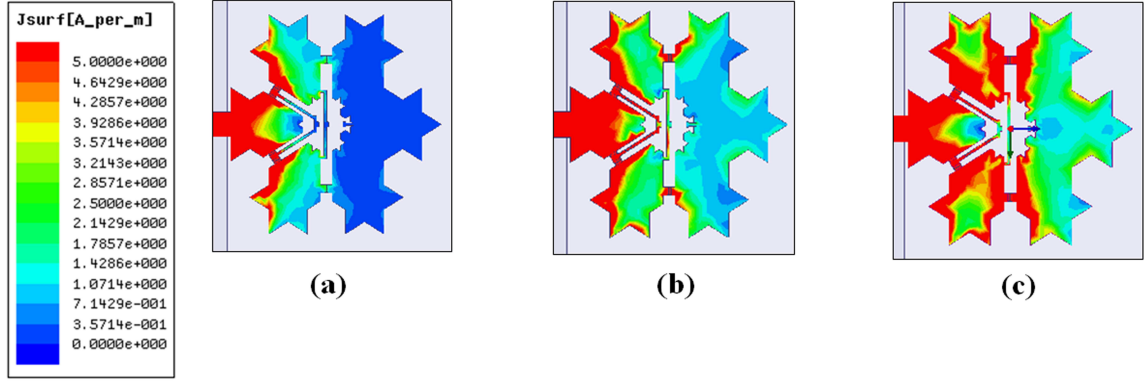 Jsurf[A_per_m]
5.0000e+000
4.6429e+000
4.2857e+000
3.9286e+000
3.5714e+000
3.2143e+000
2.8571e+000
2.5000e+000
2.1429e+000
1.7857e+000
1.4286e+000
1.0714e+000
7.1429e-001
3.5714e-001
0.0000e+000
(a)
(b)
(c)